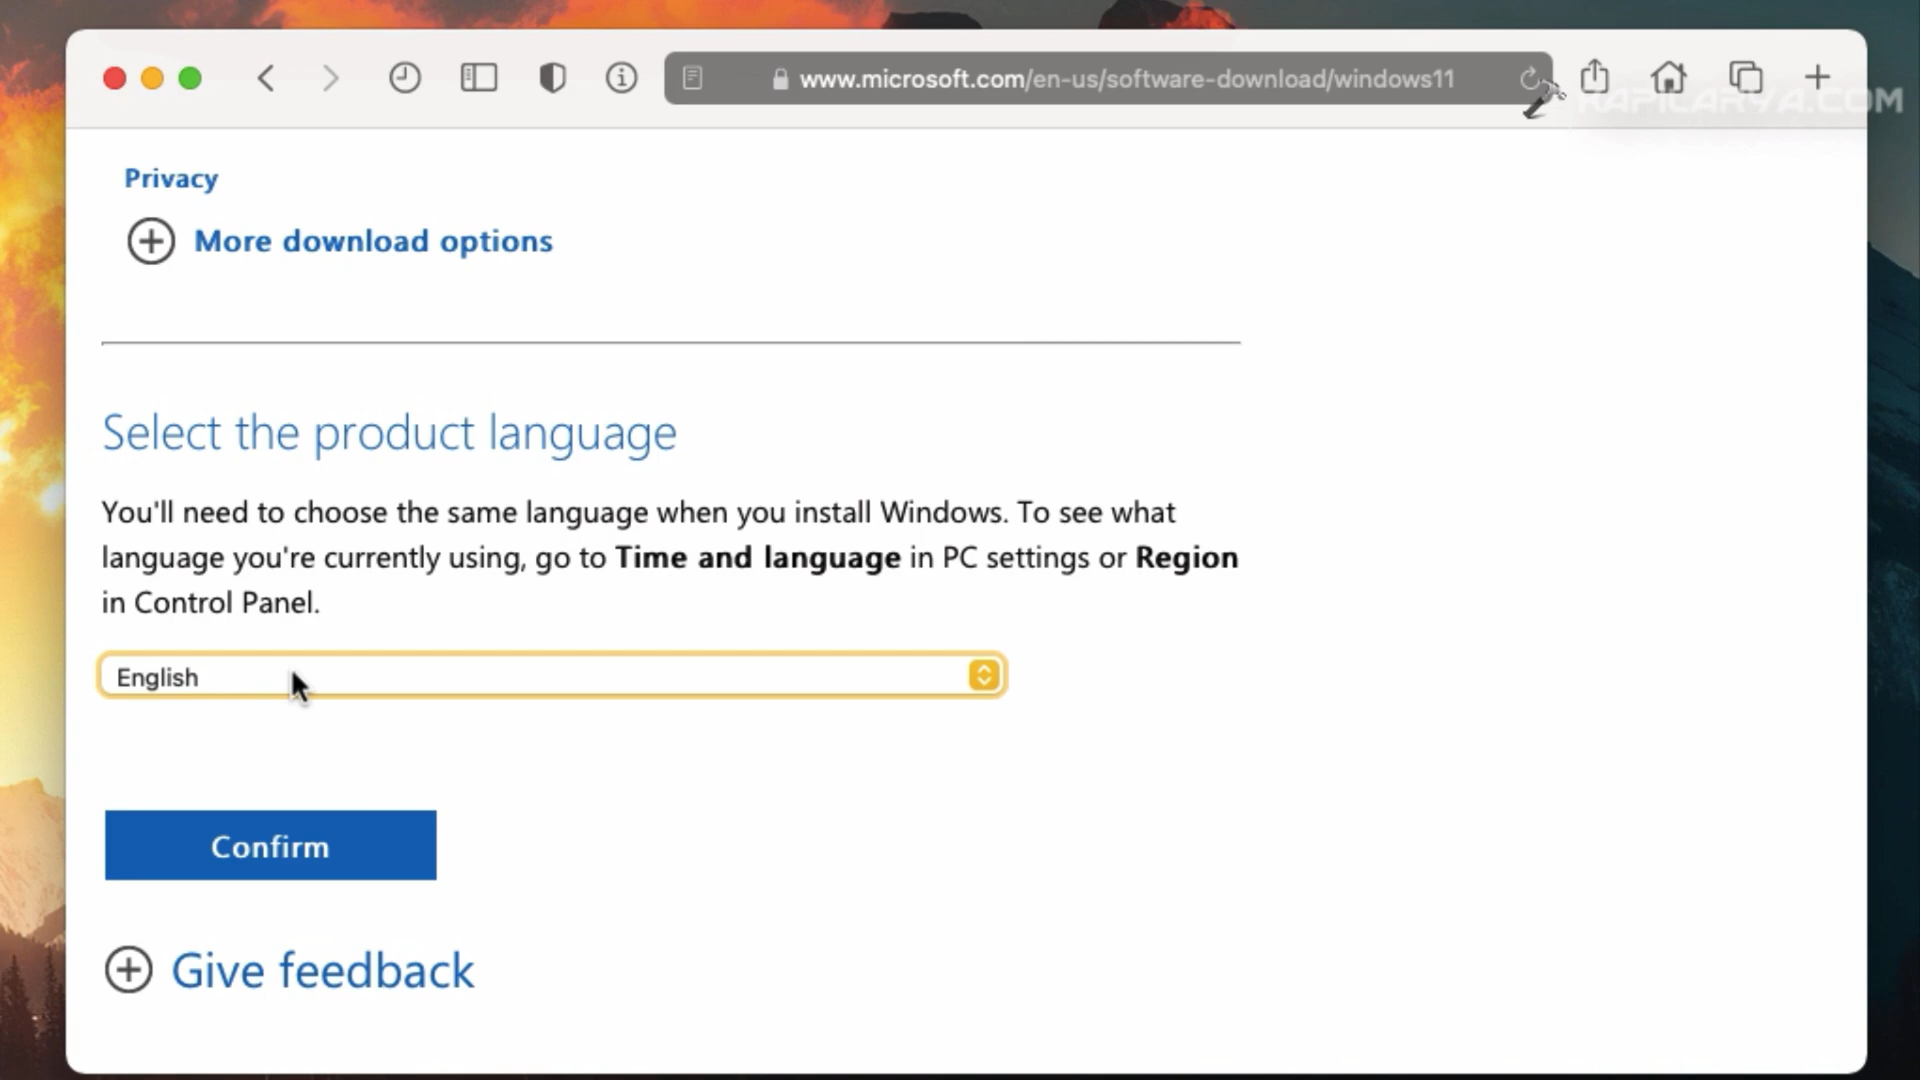 www.microsoft.com/en-us/software-download/windows11
KAPILARYA.COM
Privacy
More download options
Select the product language
You'll need to choose the same language when you install Windows. To see what
language you're currently using, go to Time and language in PC settings or Region
in Control Panel.
English
Confirm
Give feedback